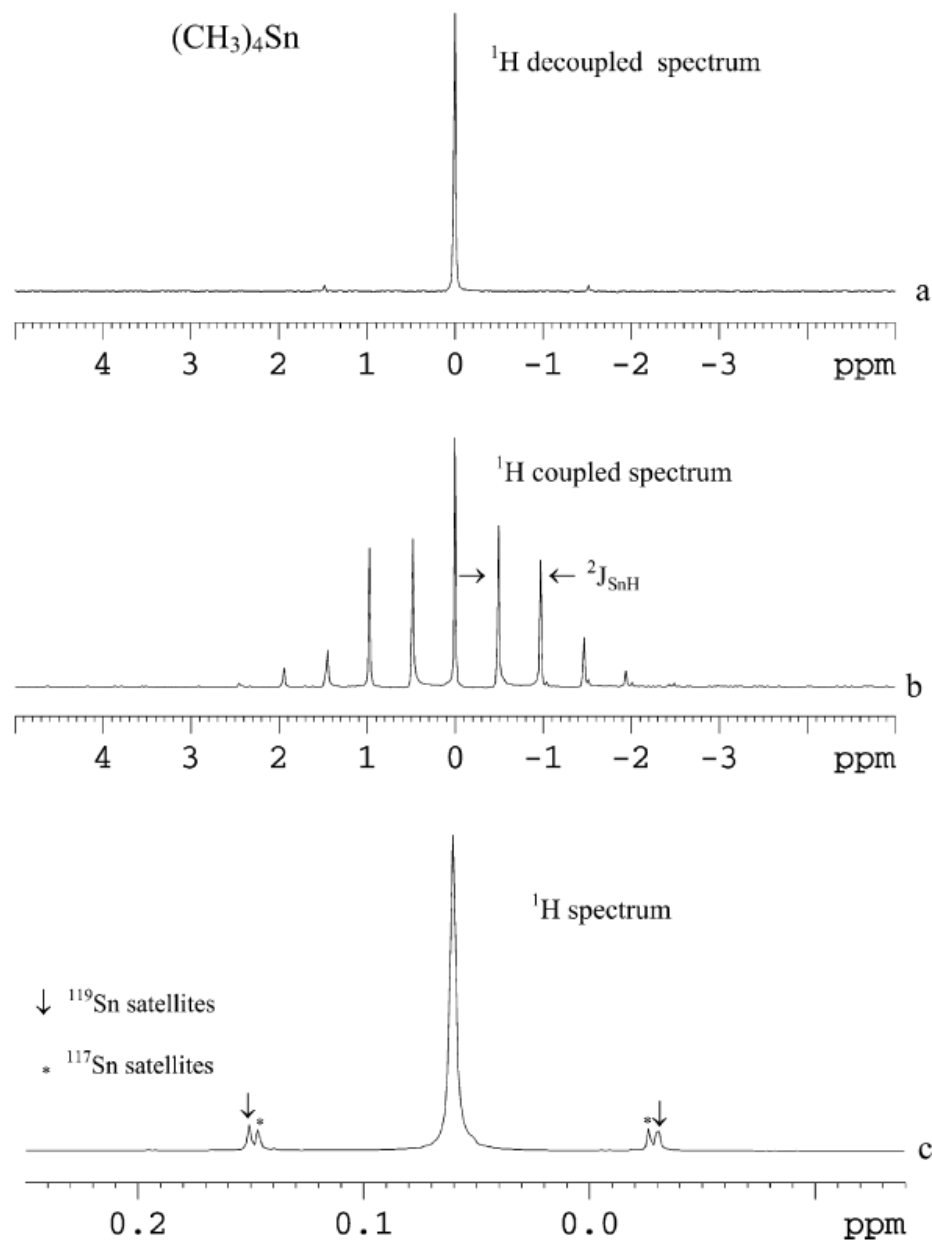 (CH₃)₄Sn
¹H decoupled spectrum
a
4 3 2 1 0 -1 -2 -3 ppm
¹H coupled spectrum
→ ← ²J_SnH
b
4 3 2 1 0 -1 -2 -3 ppm
¹H spectrum
↓ ¹¹⁹Sn satellites
* ¹¹⁷Sn satellites
↓ * * ↓
c
0.2 0.1 0.0 ppm